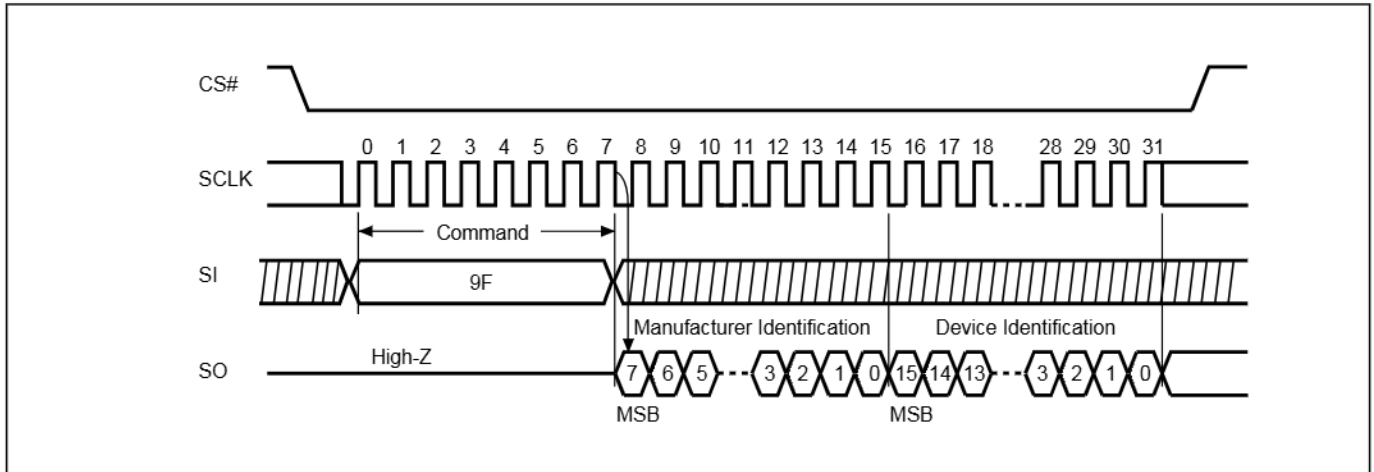 CS#
0 1 2 3 4 5 6 7 8 9 10 11 12 13 14 15 16 17 18 28 29 30 31
SCLK
Command
SI
9F
Manufacturer Identification Device Identification
High-Z
SO
7 6 5 3 2 1 0 15 14 13 3 2 1 0
MSB MSB